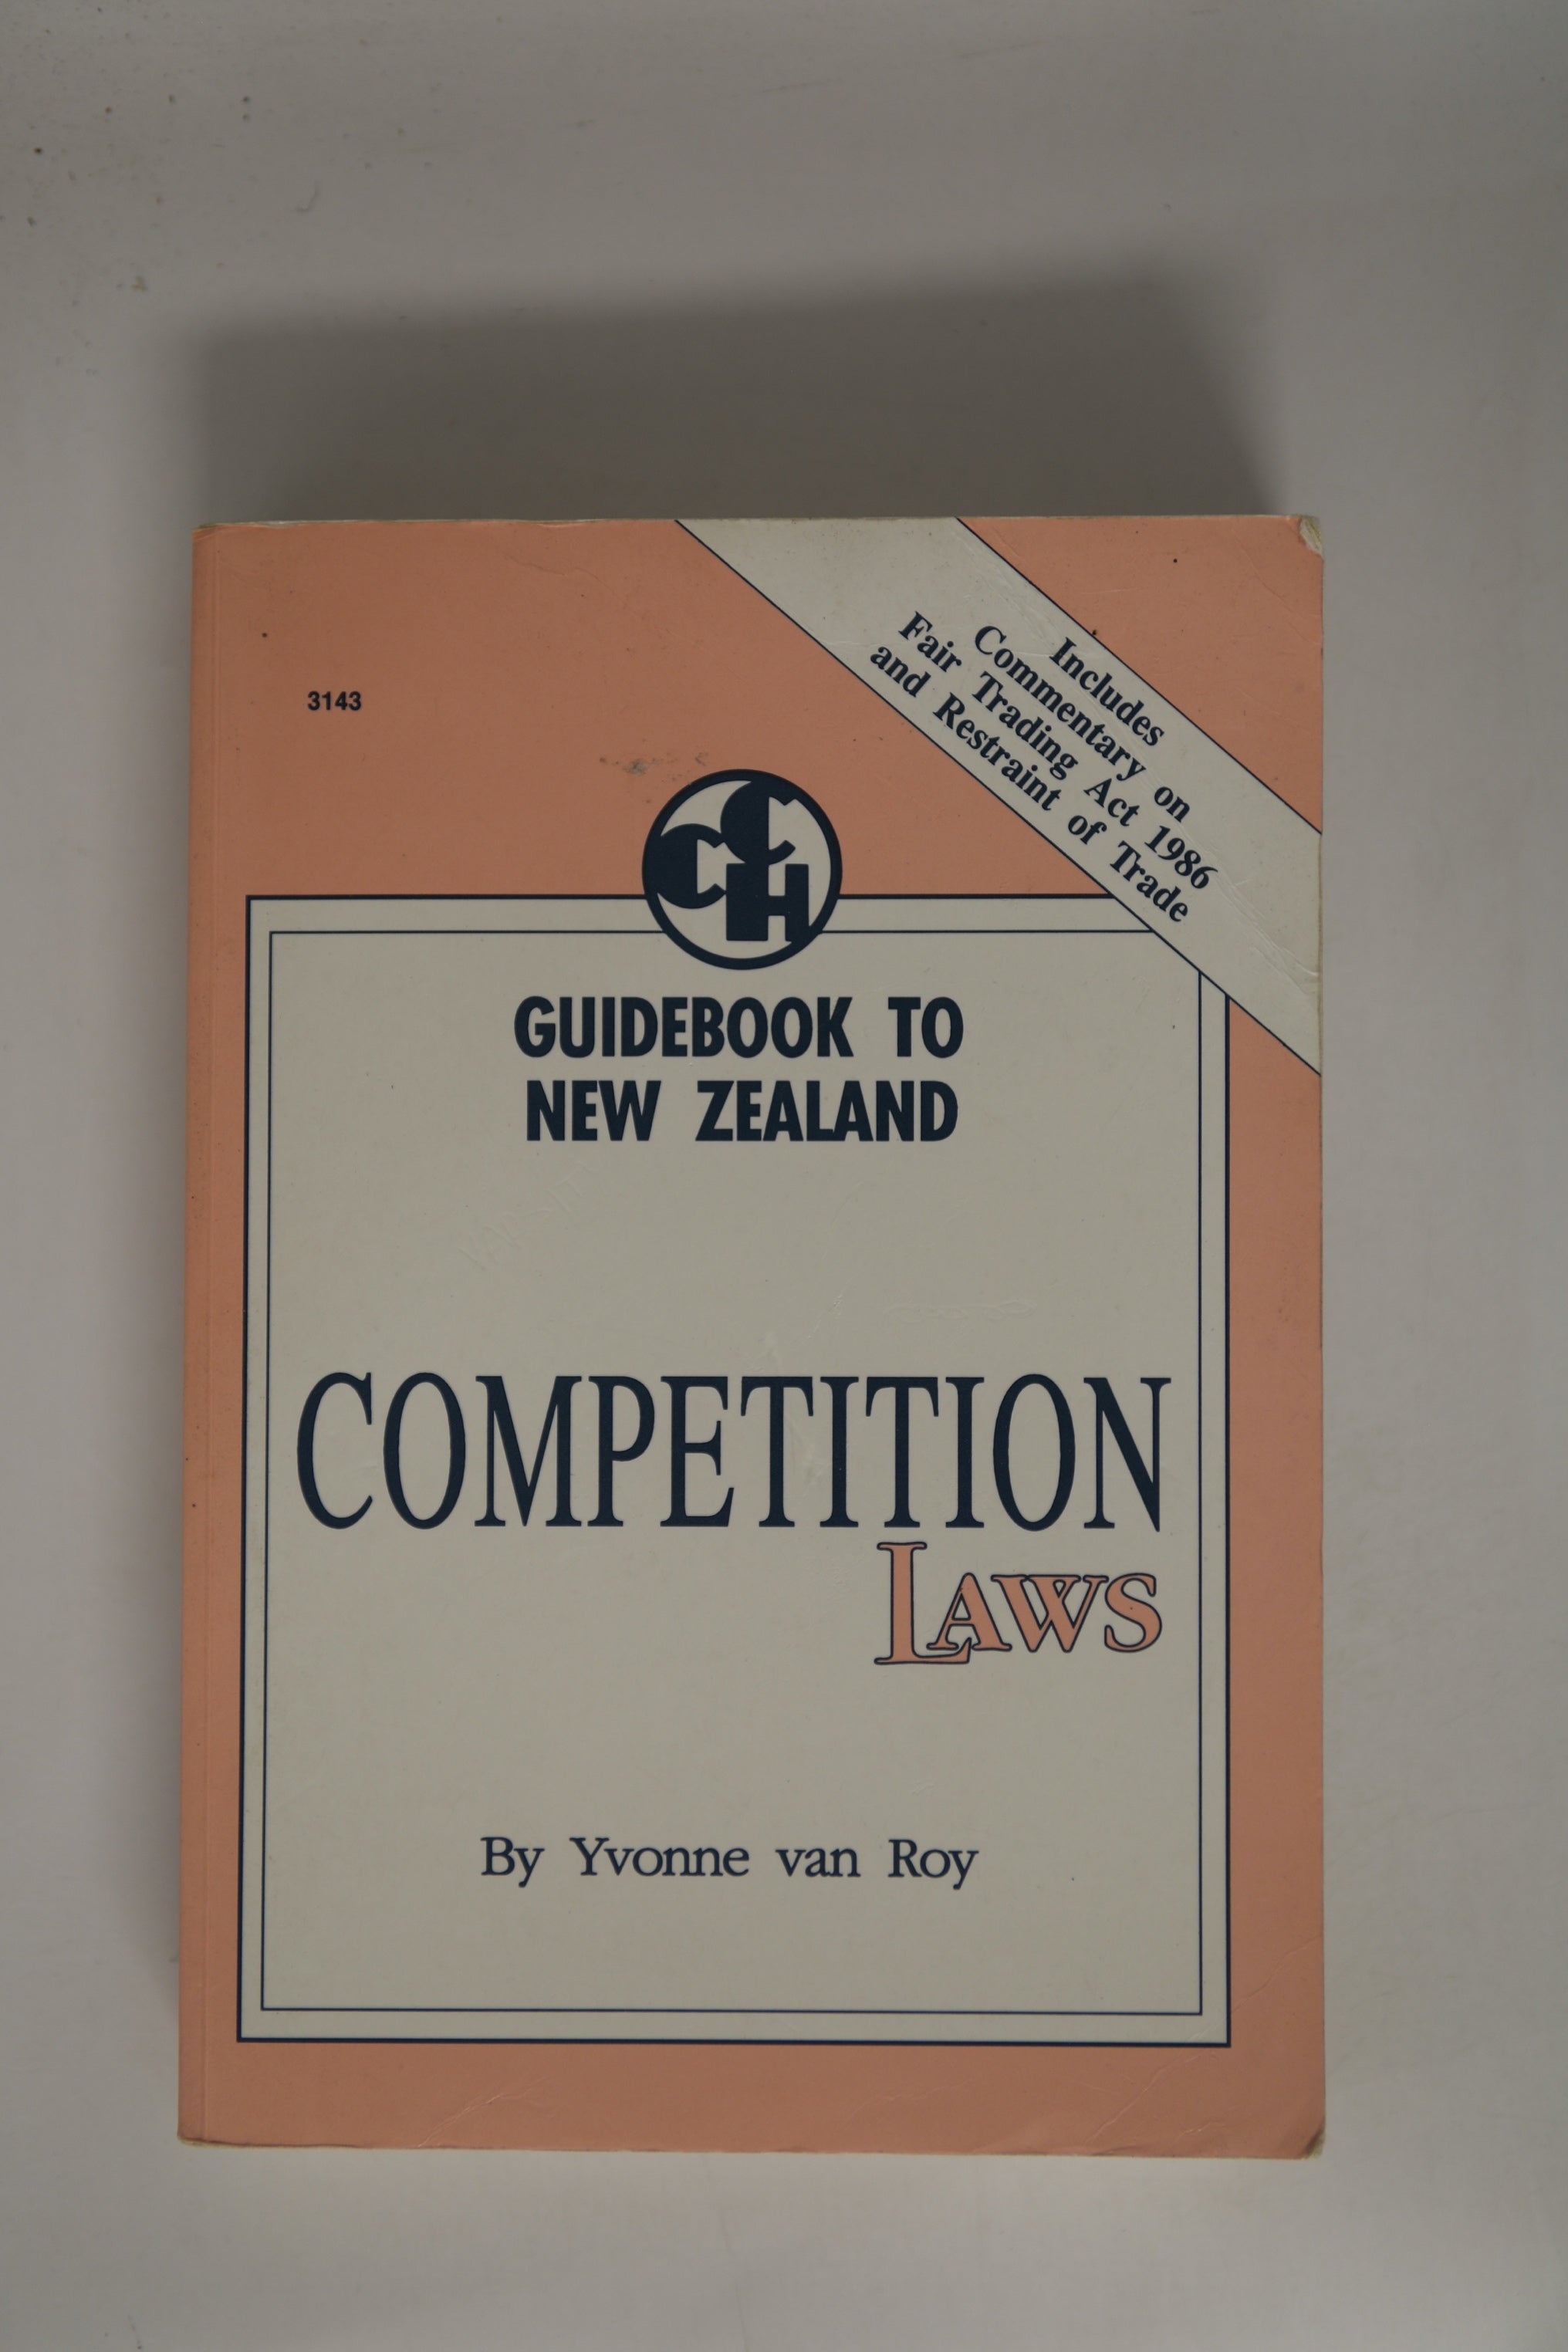 Includes
Commentary on
Fair Trading Act 1986
and Restraint of Trade
3143
CCH
GUIDEBOOK TO
NEW ZEALAND
COMPETITION
LAWS
By Yvonne van Roy